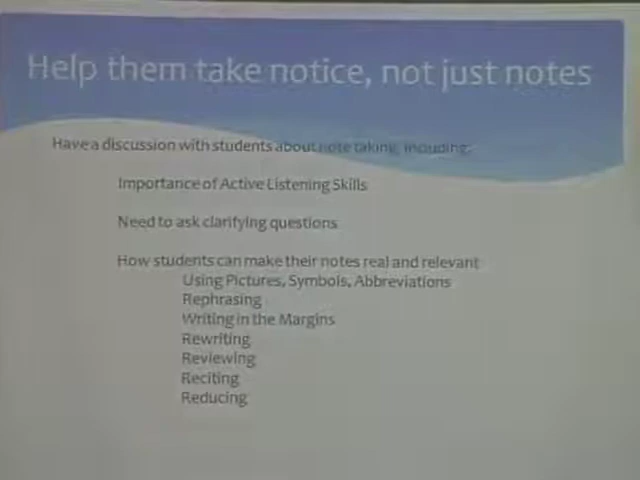 Help them take notice, not just notes
Have a discussion with students about note taking, including:
Importance of Active Listening Skills
Need to ask clarifying questions
How students can make their notes real and relevant
Using Pictures, Symbols, Abbreviations
Rephrasing
Writing in the Margins
Rewriting
Reviewing
Reciting
Reducing